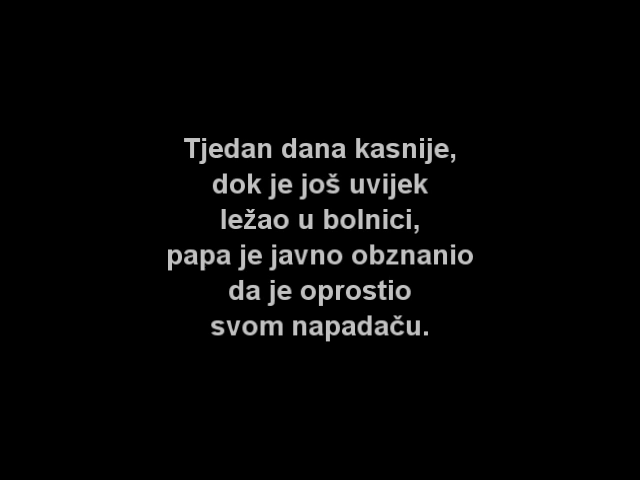 Tjedan dana kasnije,
dok je još uvijek
ležao u bolnici,
papa je javno obznanio
da je oprostio
svom napadaču.